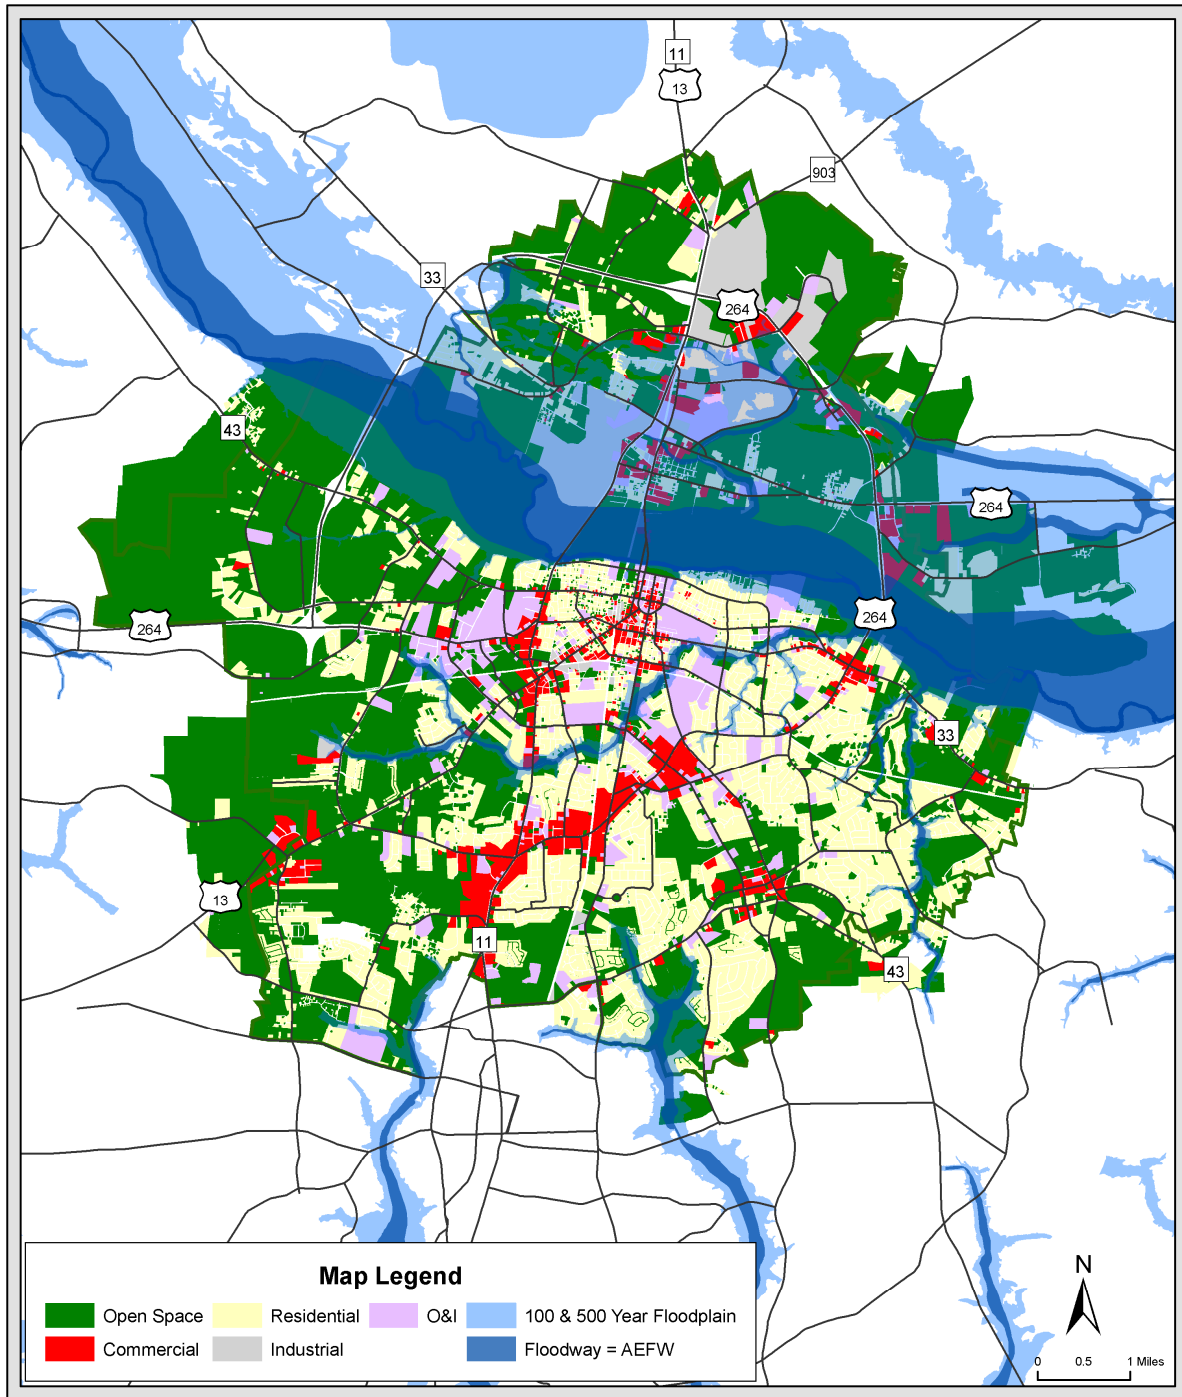 11
13
903
33
264
43
264
264
264
33
13
11
43
Map Legend
Open Space
Residential
O&I
100 & 500 Year Floodplain
Commercial
Industrial
Floodway = AEFW
N
0 0.5 1 Miles